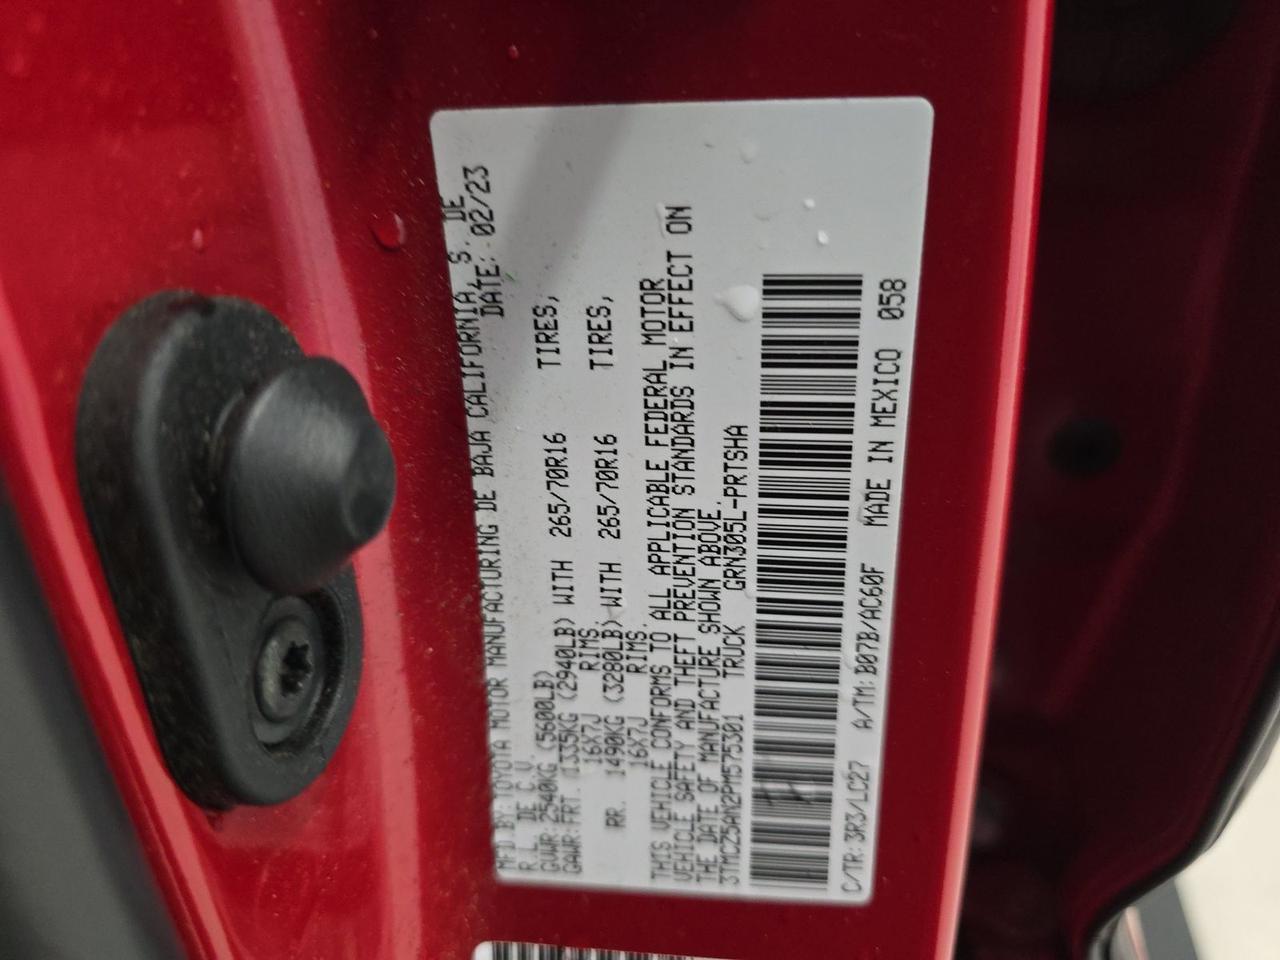 MFD BY: TOYOTA MOTOR MANUFACTURING DE BAJA CALIFORNIA, S. DE
R. L. DE C. V. DATE: 02/23
GVWR: 2540KG (5600LB)
GAWR: FRT. 1335KG (2940LB) WITH 265/70R16 TIRES,
16X7J RIMS
RR. 1490KG (3280LB) WITH 265/70R16 TIRES,
16X7J RIMS.
THIS VEHICLE CONFORMS TO ALL APPLICABLE FEDERAL MOTOR
VEHICLE SAFETY AND THEFT PREVENTION STANDARDS IN EFFECT ON
THE DATE OF MANUFACTURE SHOWN ABOVE.
3TMCZ5AN2PM575301 TRUCK GRN305L-PRTSHA
C/TR: 3R3/LC27 A/TM: B07B/AC60F MADE IN MEXICO 058